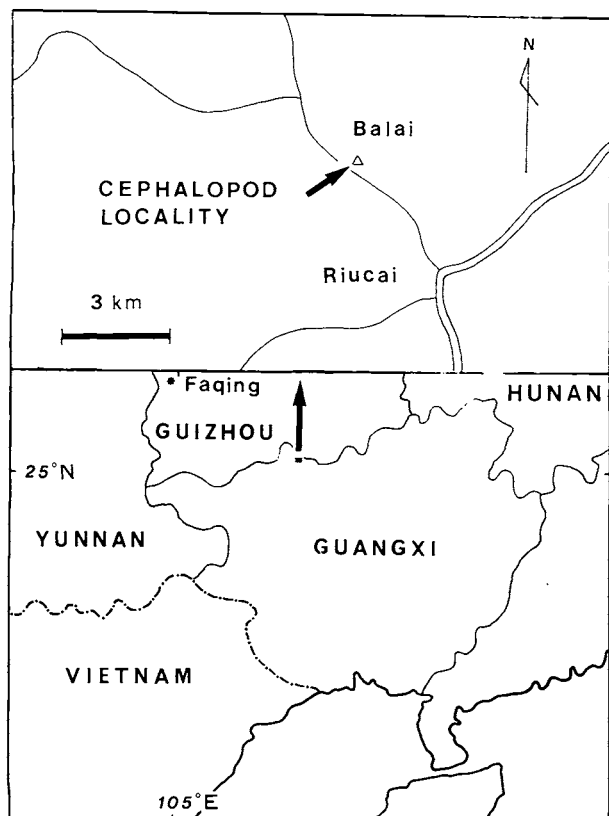 N
Balai
CEPHALOPOD
LOCALITY
Riucai
3 km
Faqing
HUNAN
GUIZHOU
25°N
YUNNAN
GUANGXI
VIETNAM
105°E